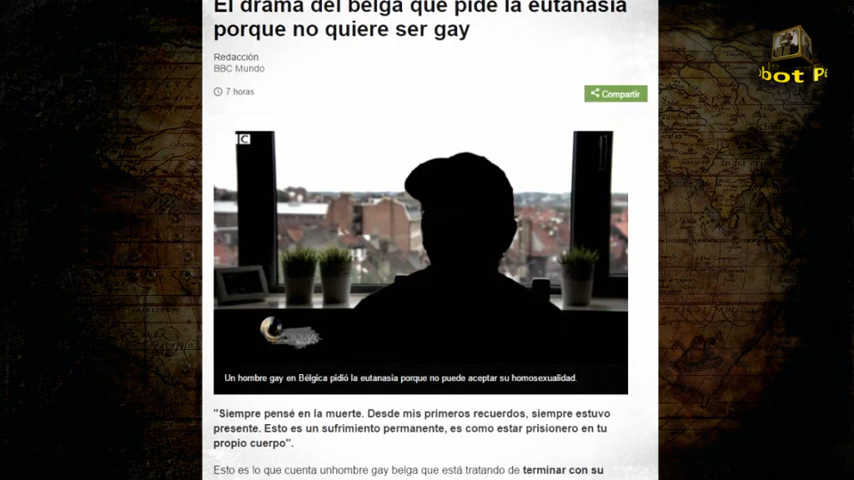 El drama del belga que pide la eutanasia
porque no quiere ser gay
Redacción
BBC Mundo
7 horas
Compartir
Un hombre gay en Bélgica pidió la eutanasia porque no puede aceptar su homosexualidad.
"Siempre pensé en la muerte. Desde mis primeros recuerdos, siempre estuvo
presente. Esto es un sufrimiento permanente, es como estar prisionero en tu
propio cuerpo".
Esto es lo que cuenta unhombre gay belga que está tratando de terminar con su